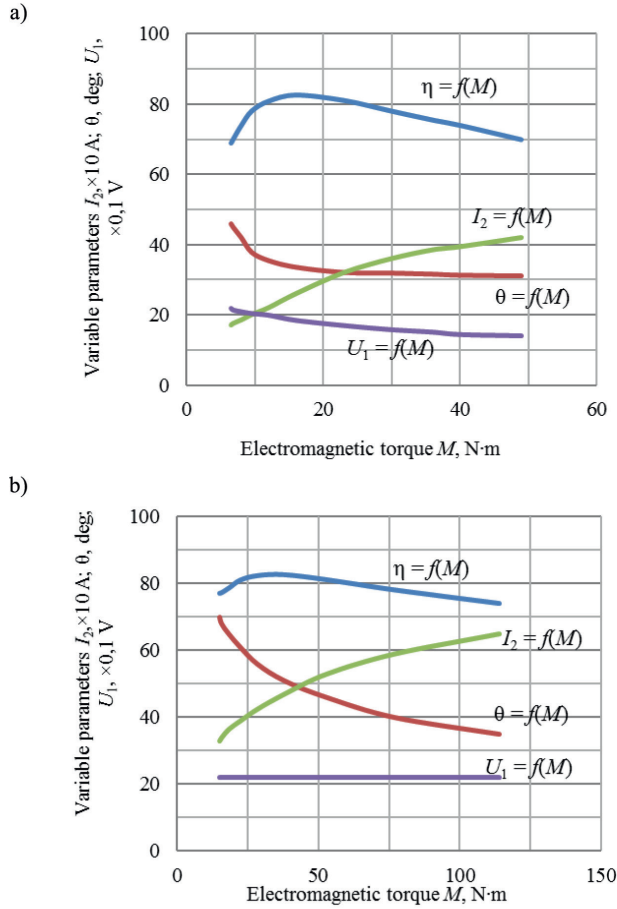 a)
Variable parameters I₂,×10 A; θ, deg; U₁,
×0,1 V
100
80
60
40
20
0
η = f(M)
I₂ = f(M)
θ = f(M)
U₁ = f(M)
0 20 40 60
Electromagnetic torque M, N·m
b)
Variable parameters I₂,×10 A; θ, deg;
U₁, ×0,1 V
100
80
60
40
20
0
η = f(M)
I₂ = f(M)
θ = f(M)
U₁ = f(M)
0 50 100 150
Electromagnetic torque M, N·m